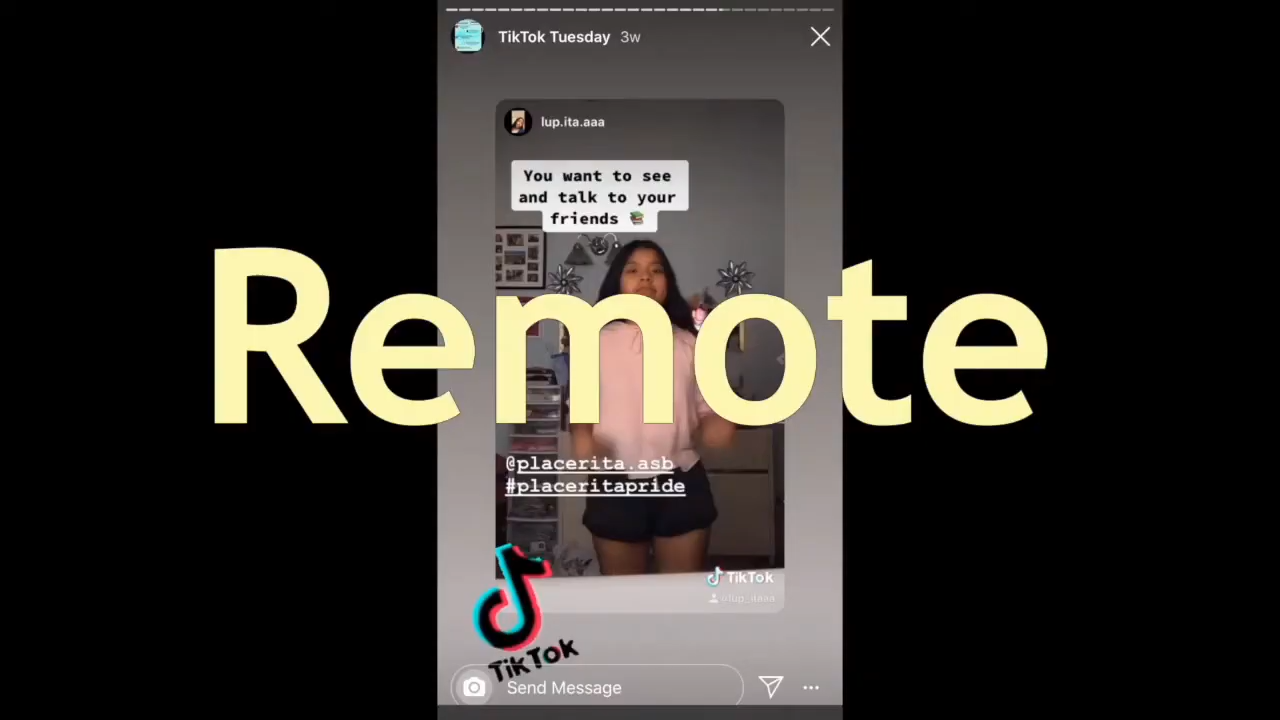 TikTok Tuesday 3w
lup.ita.aaa
You want to see
and talk to your
friends
Remote
@placerita.asb
#placeritapride
TikTok
TikTok
Send Message